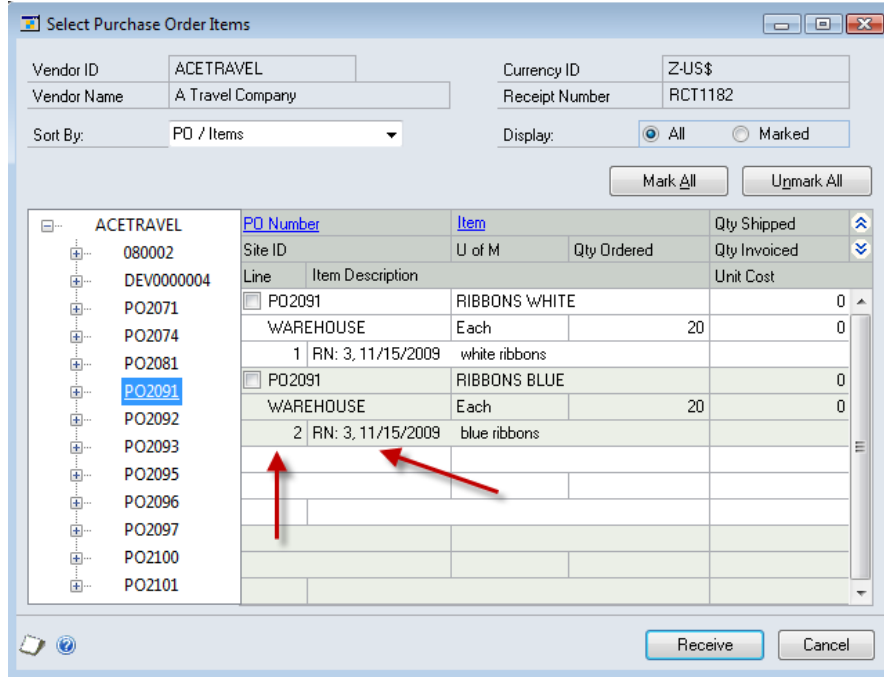 Select Purchase Order Items
Vendor ID ACETRAVEL Currency ID Z-US$
Vendor Name A Travel Company Receipt Number RCT1182
Sort By: PO / Items Display: All Marked
Mark All Unmark All
ACETRAVEL
080002
DEV0000004
PO2071
PO2074
PO2081
PO2091
PO2092
PO2093
PO2095
PO2096
PO2097
PO2100
PO2101
PO Number Item Qty Shipped
Site ID U of M Qty Ordered Qty Invoiced
Line Item Description Unit Cost
PO2091 RIBBONS WHITE 0
WAREHOUSE Each 20 0
1 RN: 3, 11/15/2009 white ribbons
PO2091 RIBBONS BLUE 0
WAREHOUSE Each 20 0
2 RN: 3, 11/15/2009 blue ribbons
Receive Cancel